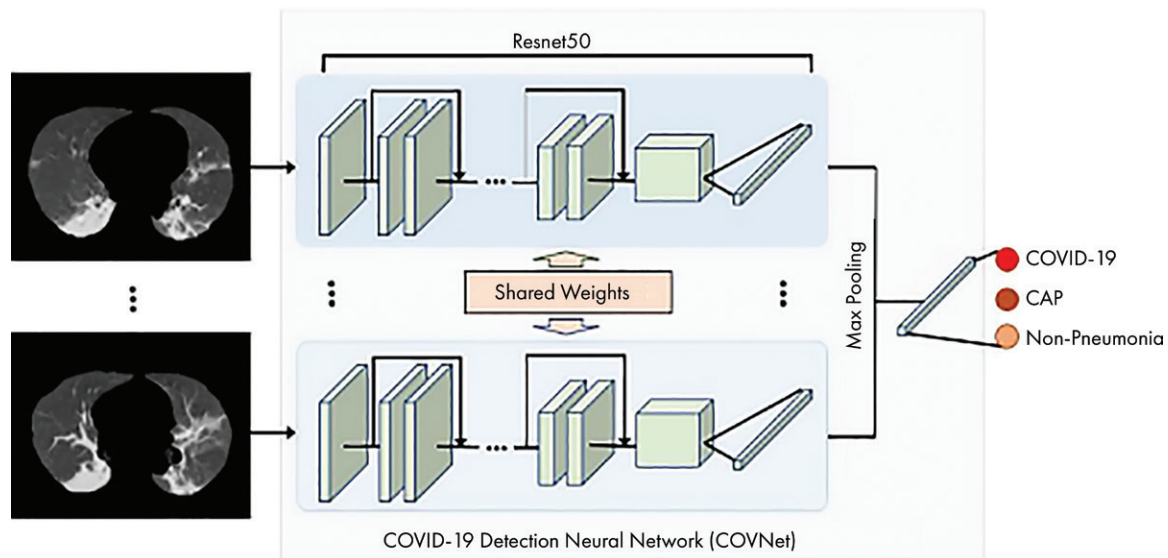 Resnet50
Shared Weights
Max Pooling
COVID-19
CAP
Non-Pneumonia
COVID-19 Detection Neural Network (COVNet)